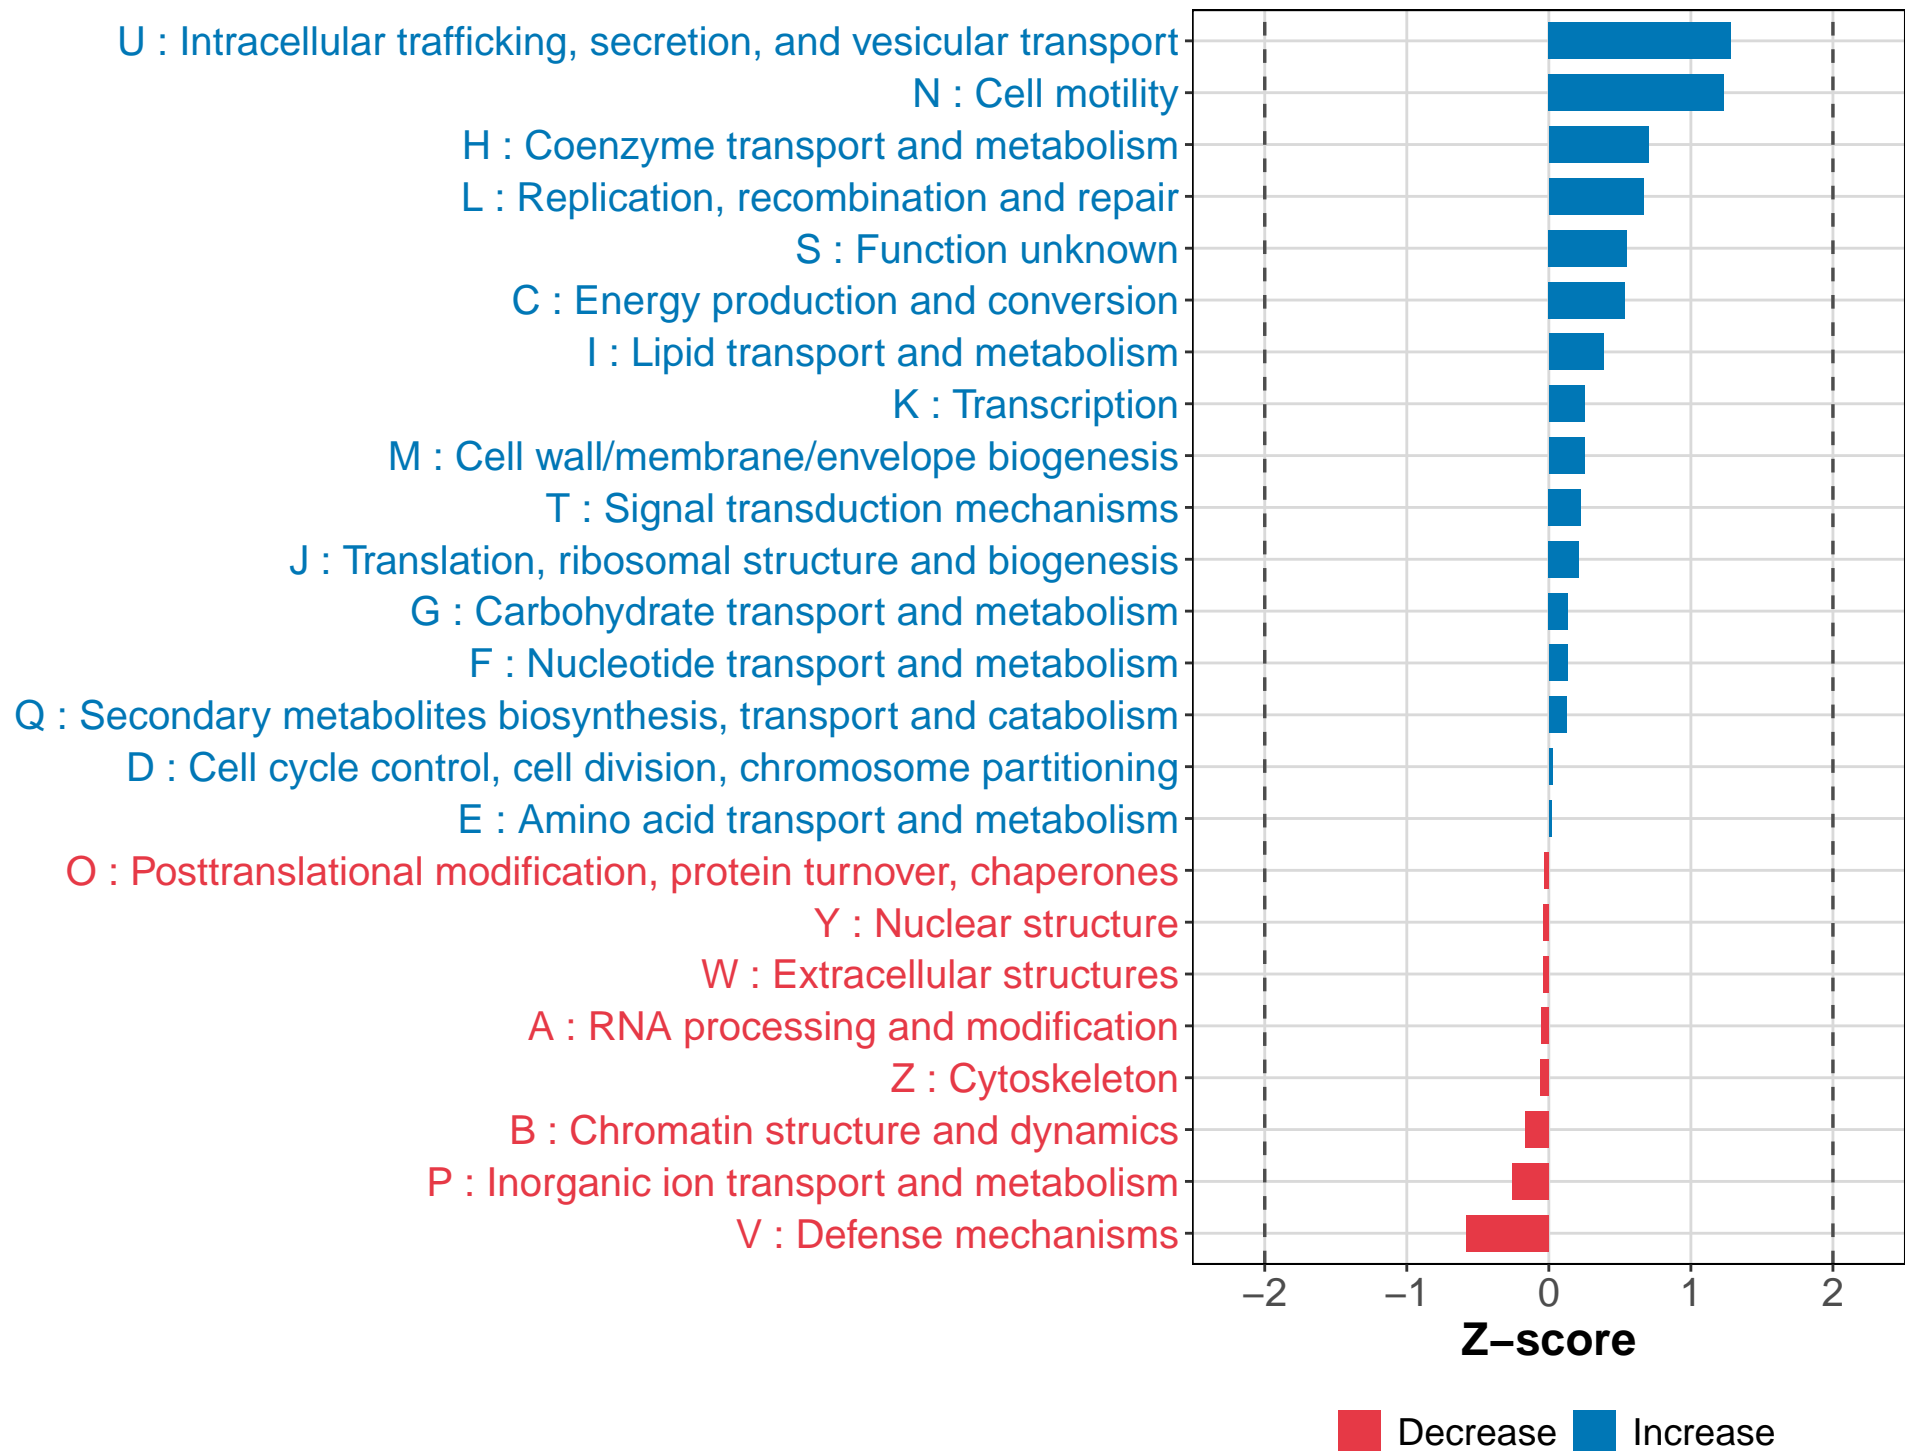 U : Intracellular trafficking, secretion, and vesicular transport
N : Cell motility
H : Coenzyme transport and metabolism
L : Replication, recombination and repair
S : Function unknown
C : Energy production and conversion
I : Lipid transport and metabolism
K : Transcription
M : Cell wall/membrane/envelope biogenesis
T : Signal transduction mechanisms
J : Translation, ribosomal structure and biogenesis
G : Carbohydrate transport and metabolism
F : Nucleotide transport and metabolism
Q : Secondary metabolites biosynthesis, transport and catabolism
D : Cell cycle control, cell division, chromosome partitioning
E : Amino acid transport and metabolism
O : Posttranslational modification, protein turnover, chaperones
Y : Nuclear structure
W : Extracellular structures
A : RNA processing and modification
Z : Cytoskeleton
B : Chromatin structure and dynamics
P : Inorganic ion transport and metabolism
V : Defense mechanisms
−2 −1 0 1 2
Z−score
Decrease Increase